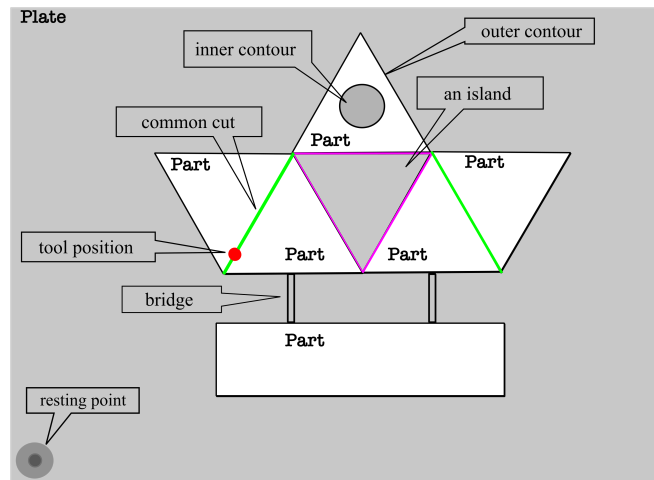 Plate
outer contour
inner contour
an island
common cut
Part
Part
Part
tool position
Part
Part
bridge
Part
resting point